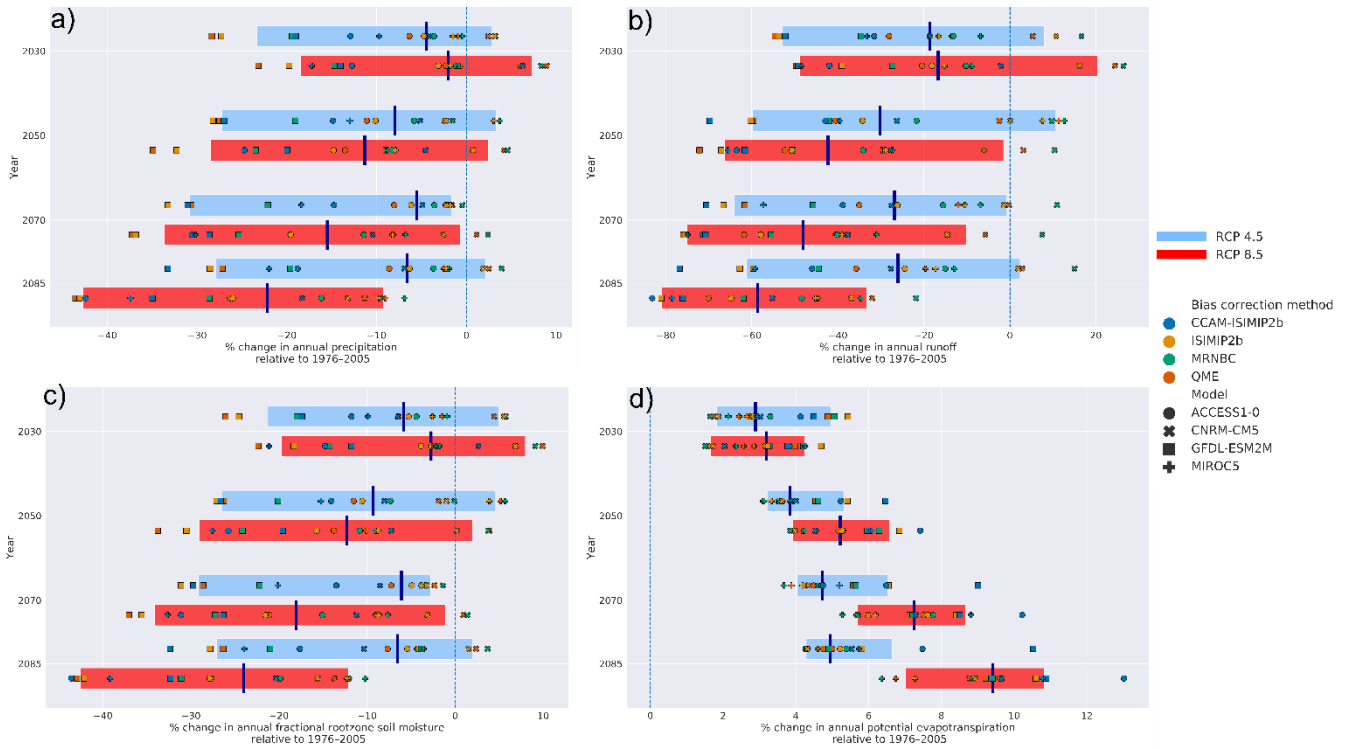 a)
2030
2050
2070
2085
Year
−40
−30
−20
−10
0
10
% change in annual precipitation
relative to 1976–2005
b)
2030
2050
2070
2085
Year
−80
−60
−40
−20
0
20
% change in annual runoff
relative to 1976–2005
c)
2030
2050
2070
2085
Year
−40
−30
−20
−10
0
10
% change in annual fractional rootzone soil moisture
relative to 1976–2005
d)
2030
2050
2070
2085
Year
0
2
4
6
8
10
12
% change in annual potential evapotranspiration
relative to 1976–2005
RCP 4.5
RCP 8.5
Bias correction method
CCAM-ISIMIP2b
ISIMIP2b
MRNBC
QME
Model
ACCESS1-0
CNRM-CM5
GFDL-ESM2M
MIROC5